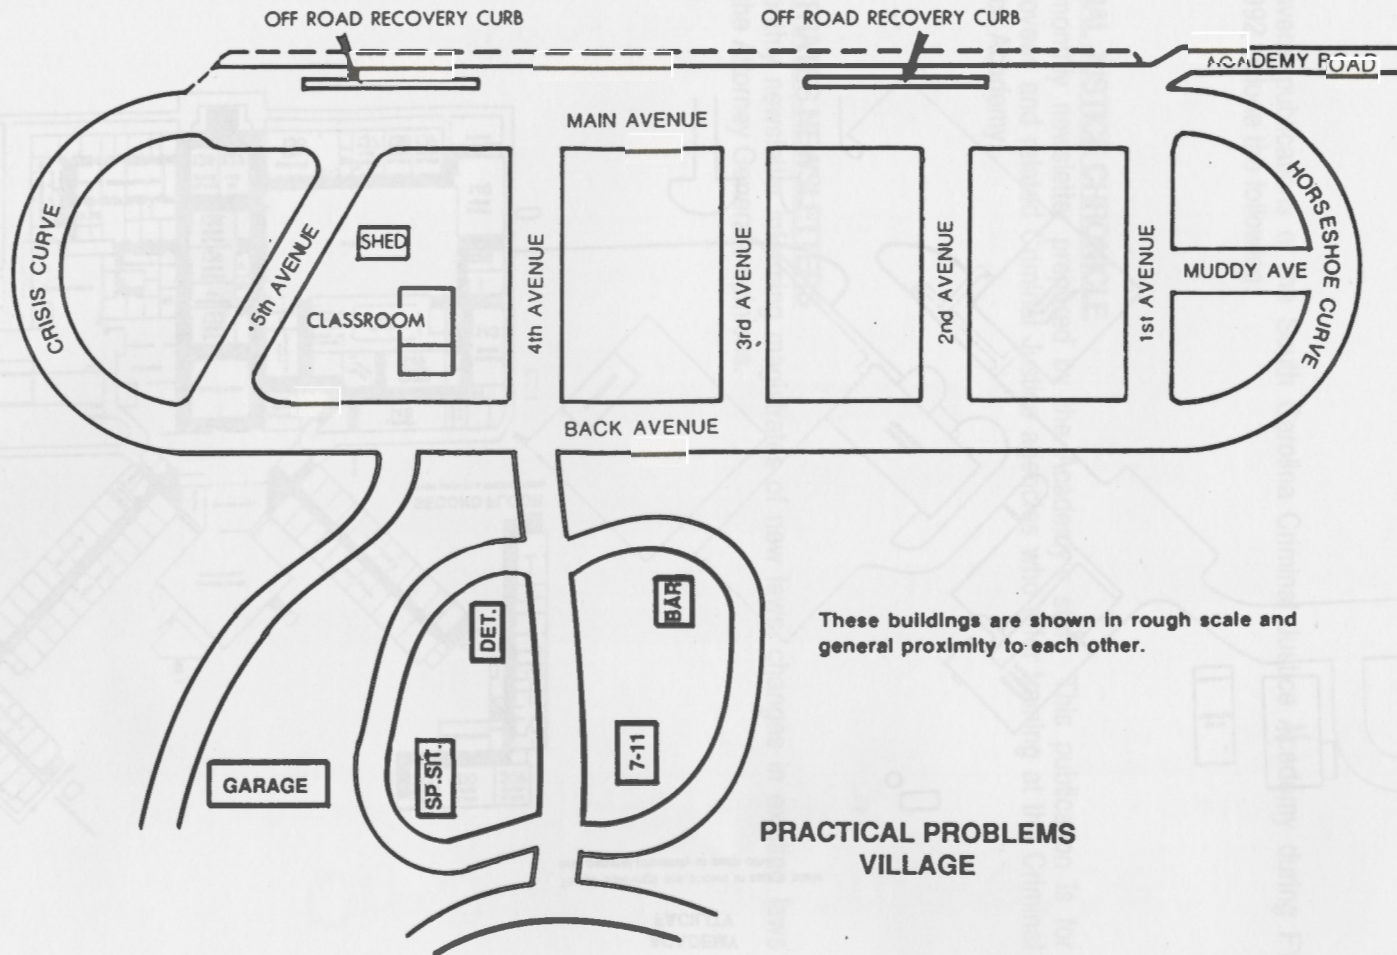 OFF ROAD RECOVERY CURB
OFF ROAD RECOVERY CURB
ACADEMY ROAD
MAIN AVENUE
CRISIS CURVE
HORSESHOE CURVE
5th AVENUE
SHED
CLASSROOM
4th AVENUE
3rd AVENUE
2nd AVENUE
1st AVENUE
MUDDY AVE
BACK AVENUE
DET.
BAR
SP.SIT.
7-11
GARAGE
These buildings are shown in rough scale and
general proximity to each other.
PRACTICAL PROBLEMS
VILLAGE